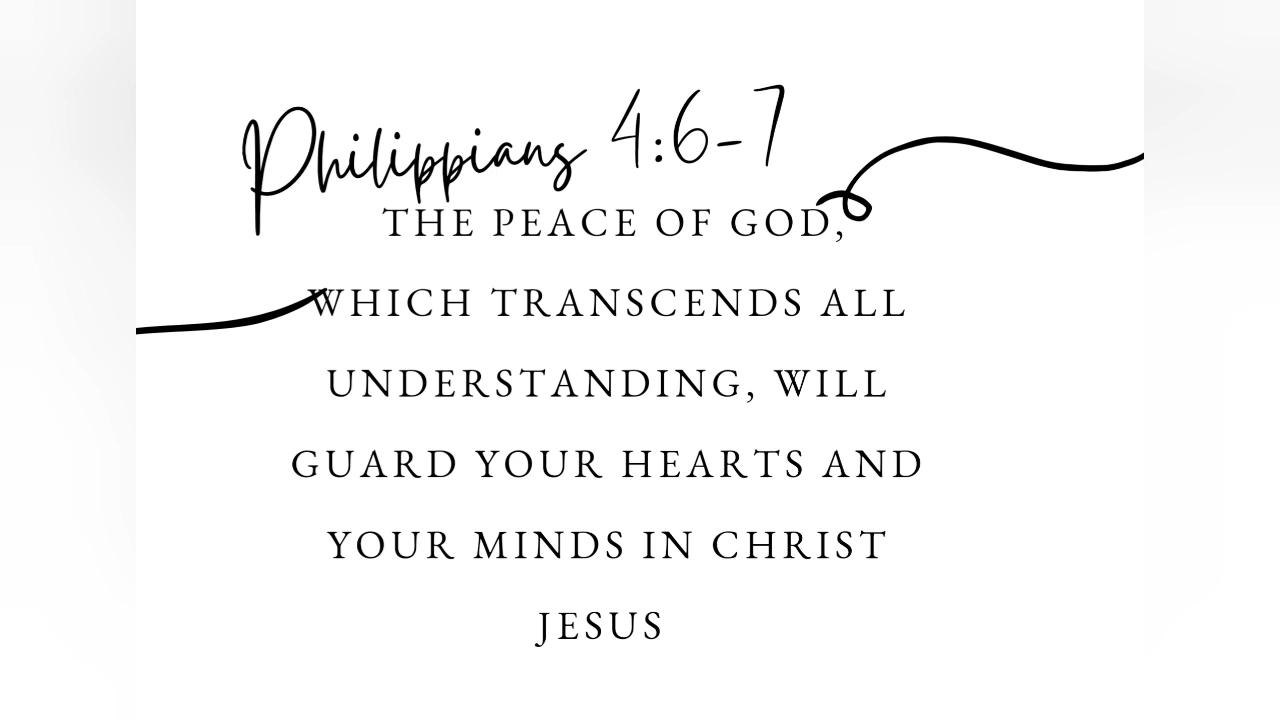 Philippians 4:6-7
THE PEACE OF GOD,
WHICH TRANSCENDS ALL
UNDERSTANDING, WILL
GUARD YOUR HEARTS AND
YOUR MINDS IN CHRIST
JESUS